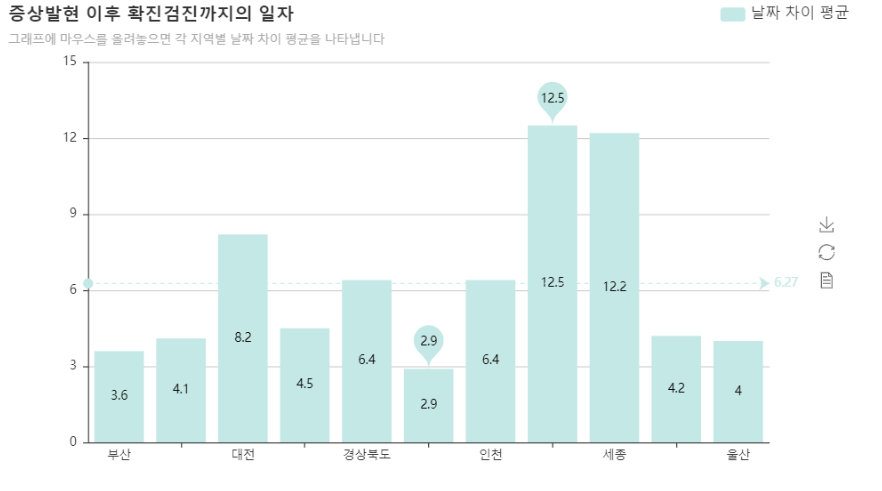 증상발현 이후 확진검진까지의 일자
날짜 차이 평균
그래프에 마우스를 올려놓으면 각 지역별 날짜 차이 평균을 나타냅니다
15
12
9
6
3
0
12.5
2.9
6.27
3.6
4.1
8.2
4.5
6.4
2.9
6.4
12.5
12.2
4.2
4
부산
대전
경상북도
인천
세종
울산